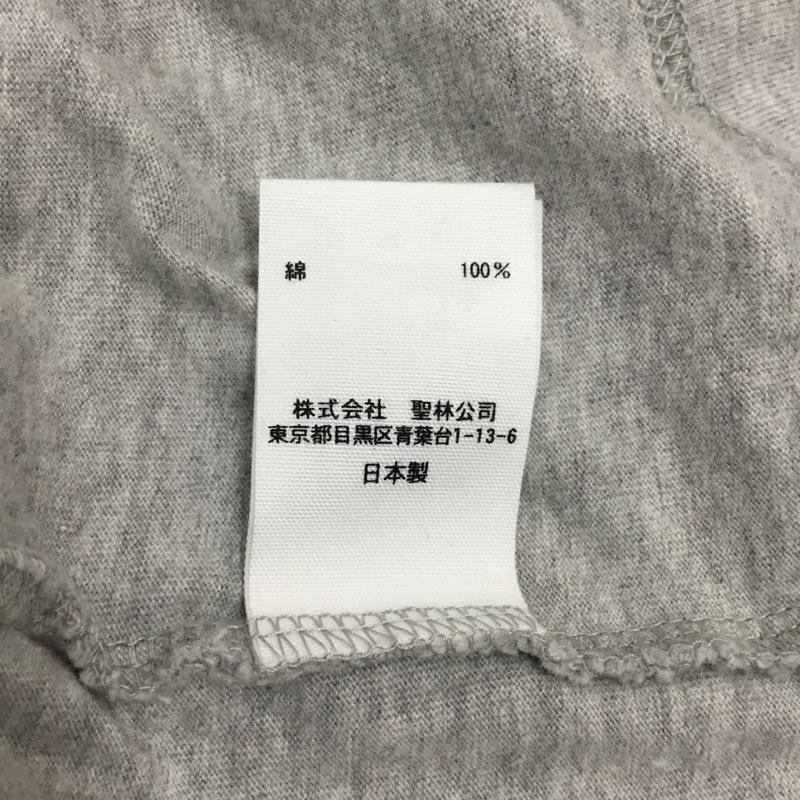 綿 100%
株式会社 聖林公司
東京都目黒区青葉台1-13-6
日本製